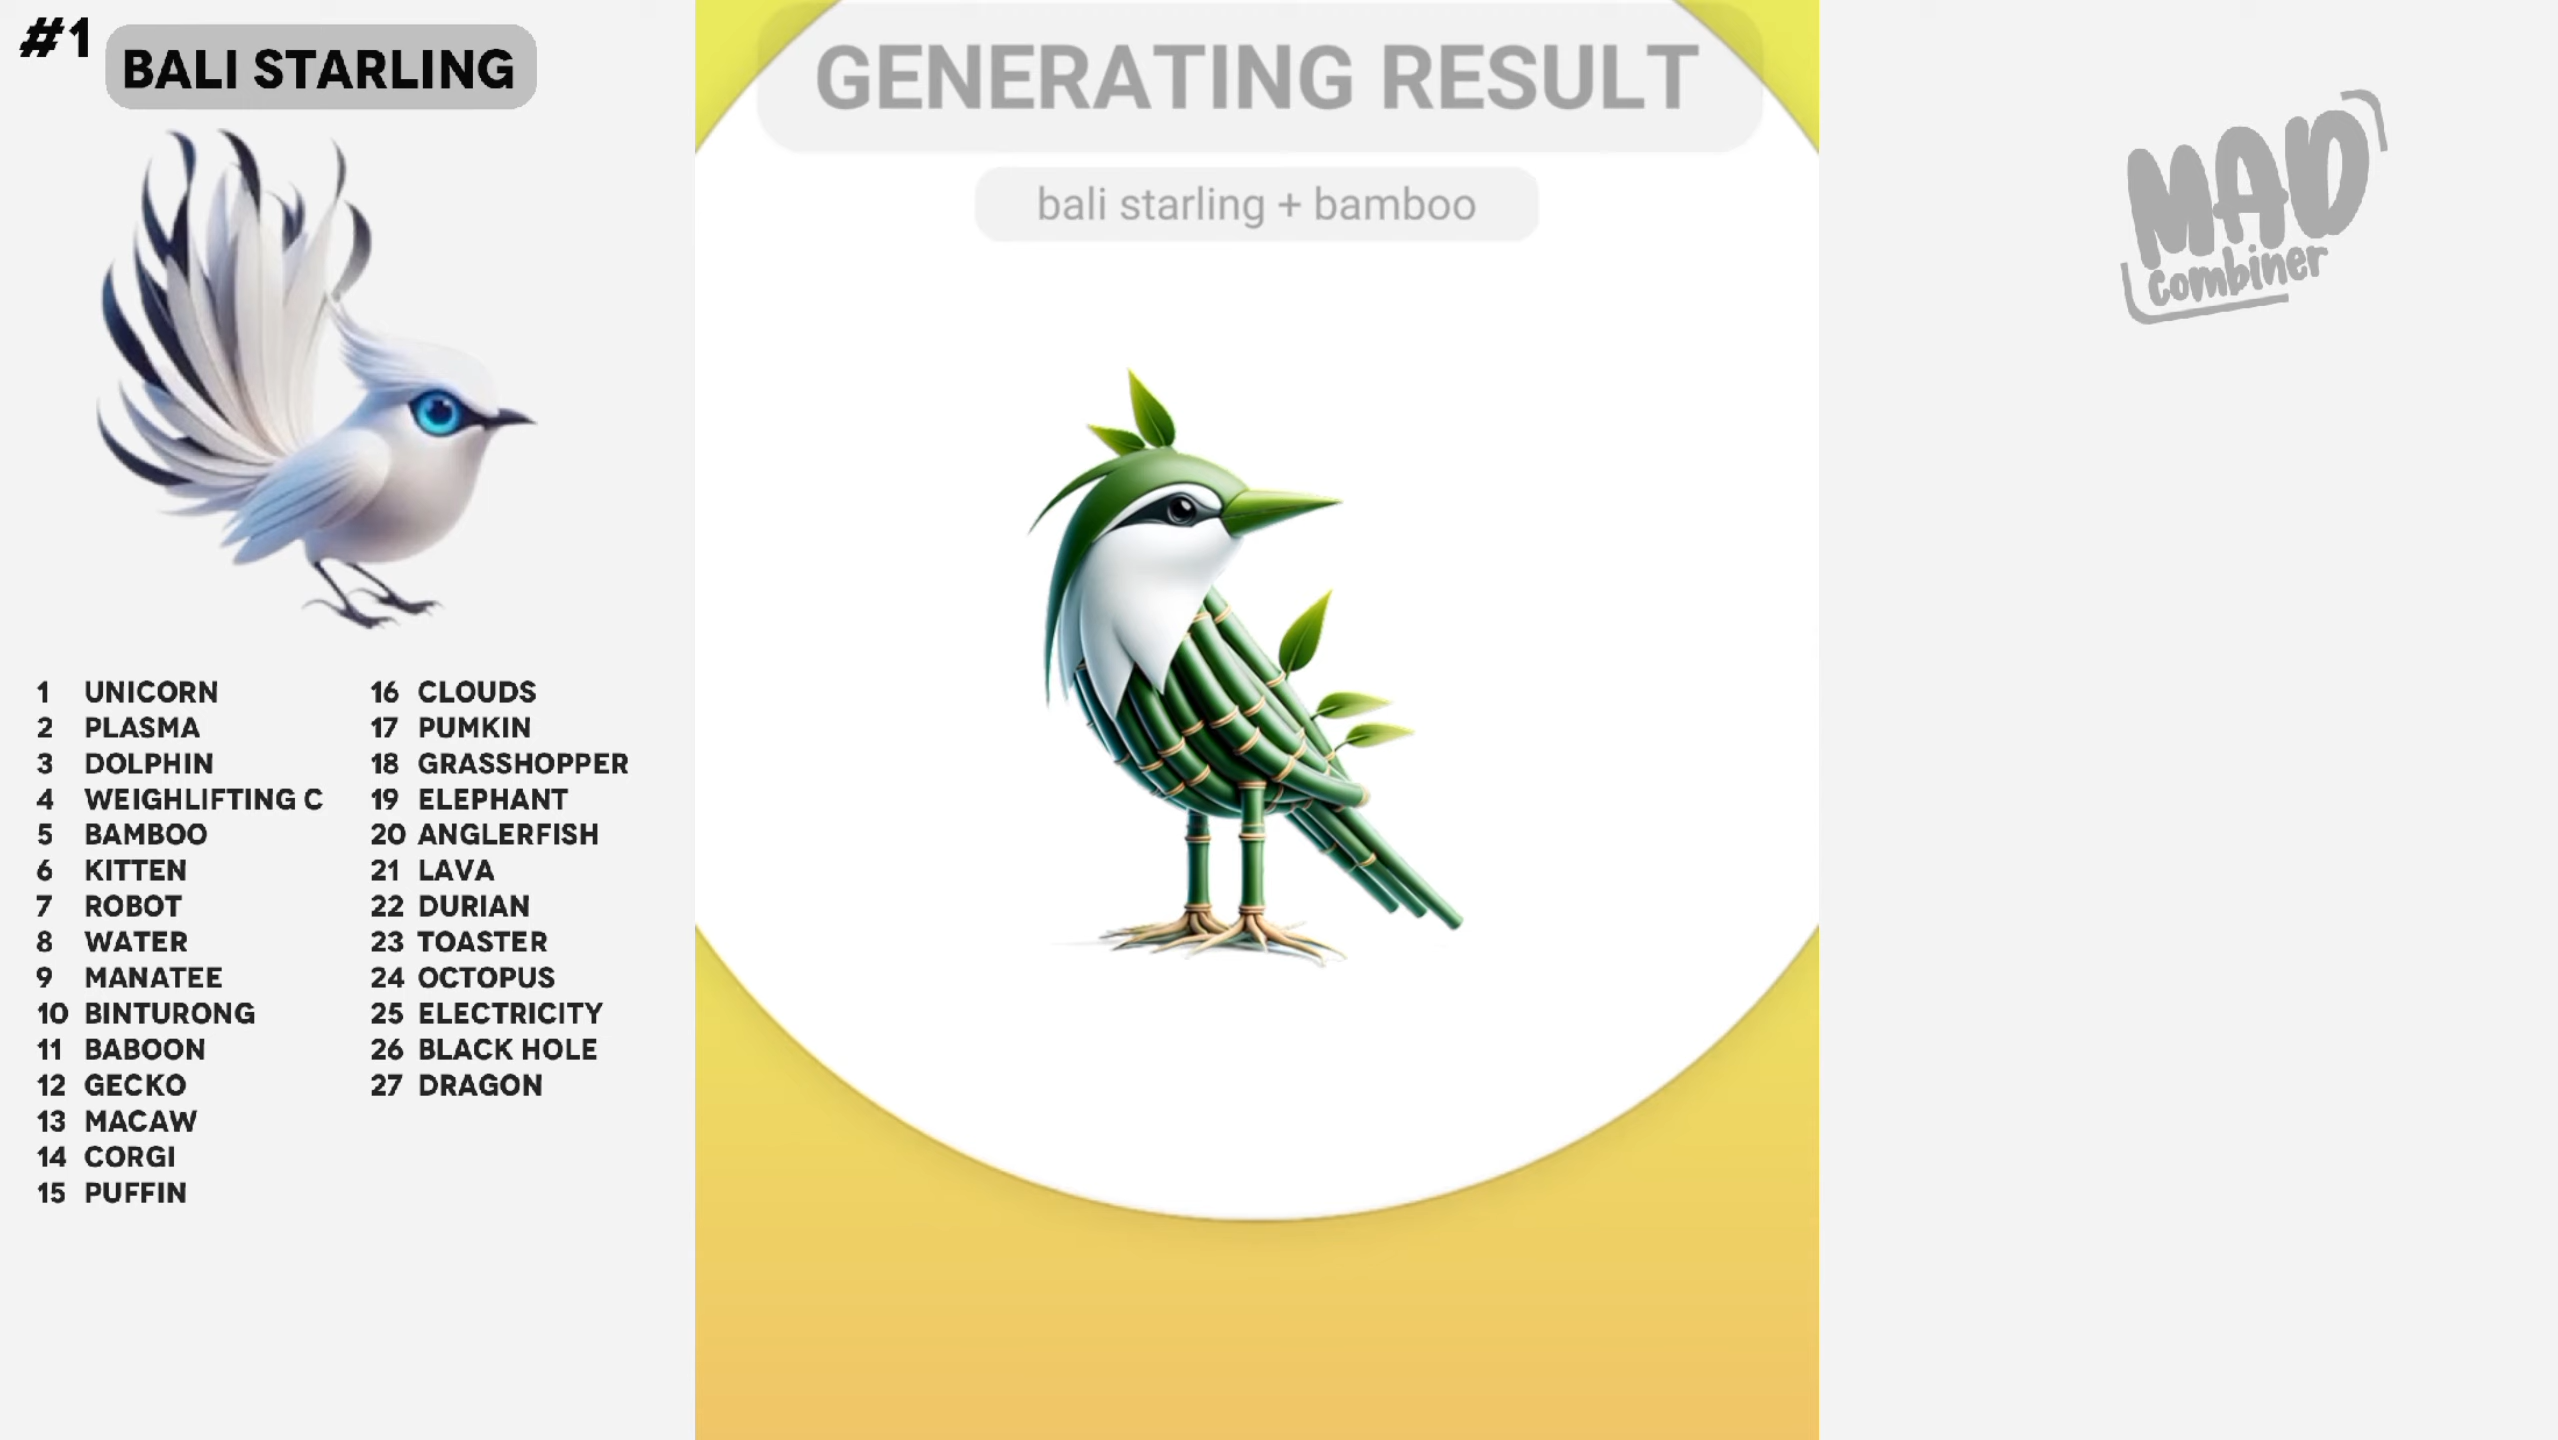 #1
BALI STARLING
1 UNICORN
2 PLASMA
3 DOLPHIN
4 WEIGHLIFTING C
5 BAMBOO
6 KITTEN
7 ROBOT
8 WATER
9 MANATEE
10 BINTURONG
11 BABOON
12 GECKO
13 MACAW
14 CORGI
15 PUFFIN
16 CLOUDS
17 PUMKIN
18 GRASSHOPPER
19 ELEPHANT
20 ANGLERFISH
21 LAVA
22 DURIAN
23 TOASTER
24 OCTOPUS
25 ELECTRICITY
26 BLACK HOLE
27 DRAGON
GENERATING RESULT
bali starling + bamboo
MAD
combiner